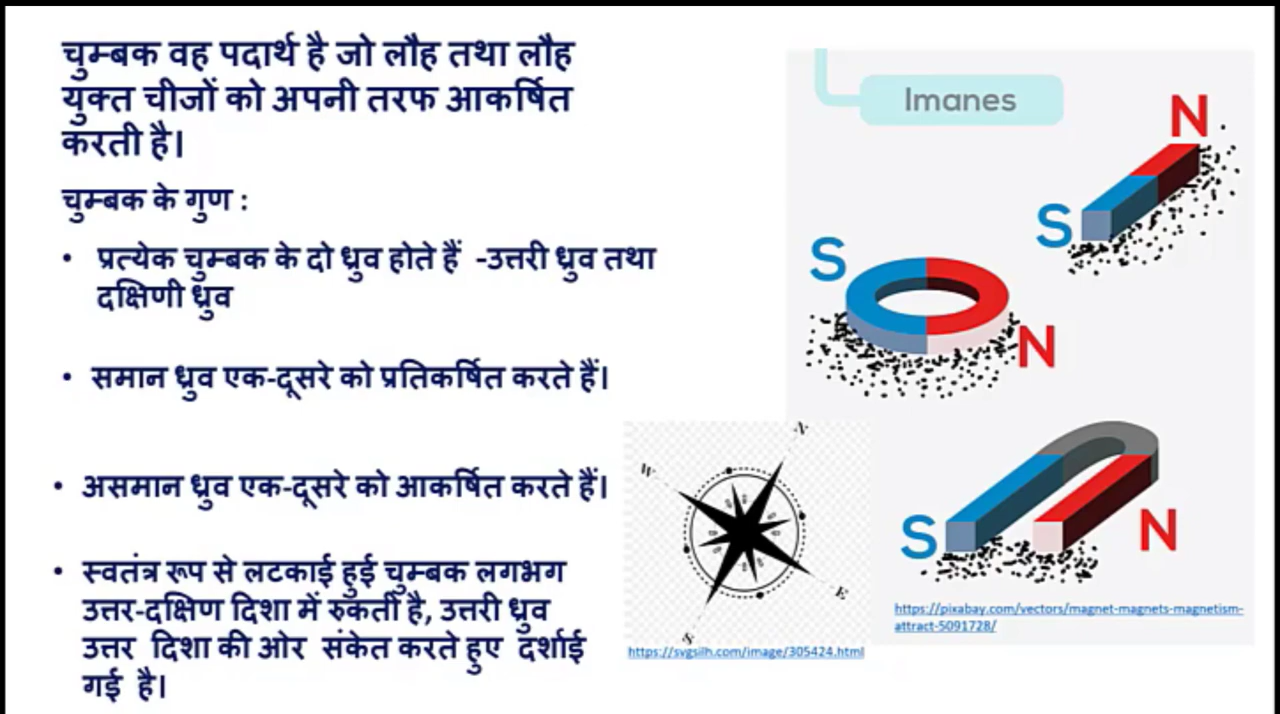 चुम्बक वह पदार्थ है जो लौह तथा लौह
युक्त चीजों को अपनी तरफ आकर्षित
करती है।
चुम्बक के गुण :
• प्रत्येक चुम्बक के दो ध्रुव होते हैं -उत्तरी ध्रुव तथा
दक्षिणी ध्रुव
• समान ध्रुव एक-दूसरे को प्रतिकर्षित करते हैं।
• असमान ध्रुव एक-दूसरे को आकर्षित करते हैं।
• स्वतंत्र रूप से लटकाई हुई चुम्बक लगभग
उत्तर-दक्षिण दिशा में रुकती है, उत्तरी ध्रुव
उत्तर दिशा की ओर संकेत करते हुए दर्शाई
गई है।
Imanes
N
S
S
N
S
N
https://pixabay.com/vectors/magnet-magnets-magnetism-
attract-5091728/
N
W
E
S
https://svgsilh.com/image/305424.html